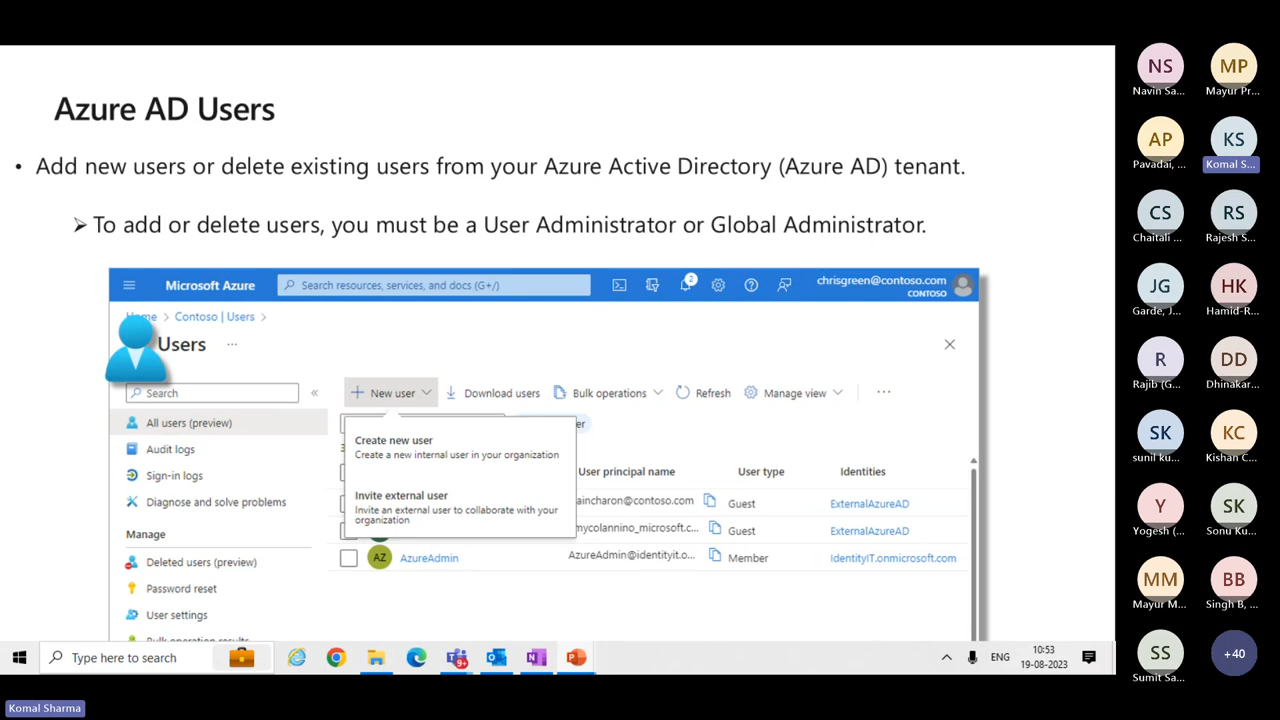 Azure AD Users
• Add new users or delete existing users from your Azure Active Directory (Azure AD) tenant.
➤ To add or delete users, you must be a User Administrator or Global Administrator.
Microsoft Azure
Search resources, services, and docs (G+/)
2
chrisgreen@contoso.com
CONTOSO
Home > Contoso | Users >
Users ...
Search
«
New user
Download users
Bulk operations
Refresh
Manage view
...
All users (preview)
Audit logs
Sign-in logs
Diagnose and solve problems
Manage
Deleted users (preview)
Password reset
User settings
Bulk operation results
Create new user
Create a new internal user in your organization
Invite external user
Invite an external user to collaborate with your
organization
er
User principal name
User type
Identities
aincharon@contoso.com
Guest
ExternalAzureAD
mycolannino_microsoft.c...
Guest
ExternalAzureAD
AZ
AzureAdmin
AzureAdmin@identityit.o...
Member
IdentityIT.onmicrosoft.com
Type here to search
9+
ENG
10:53
19-08-2023
Komal Sharma
NS
Navin Sa...
MP
Mayur Pr...
AP
Pavadai, ...
KS
Komal S...
CS
Chaitali ...
RS
Rajesh S...
JG
Garde, J...
HK
Hamid-R...
R
Rajib (G...
DD
Dhinakar...
SK
sunil ku...
KC
Kishan C...
Y
Yogesh (...
SK
Sonu Ku...
MM
Mayur M...
BB
Singh B, ...
SS
Sumit Sa...
+40